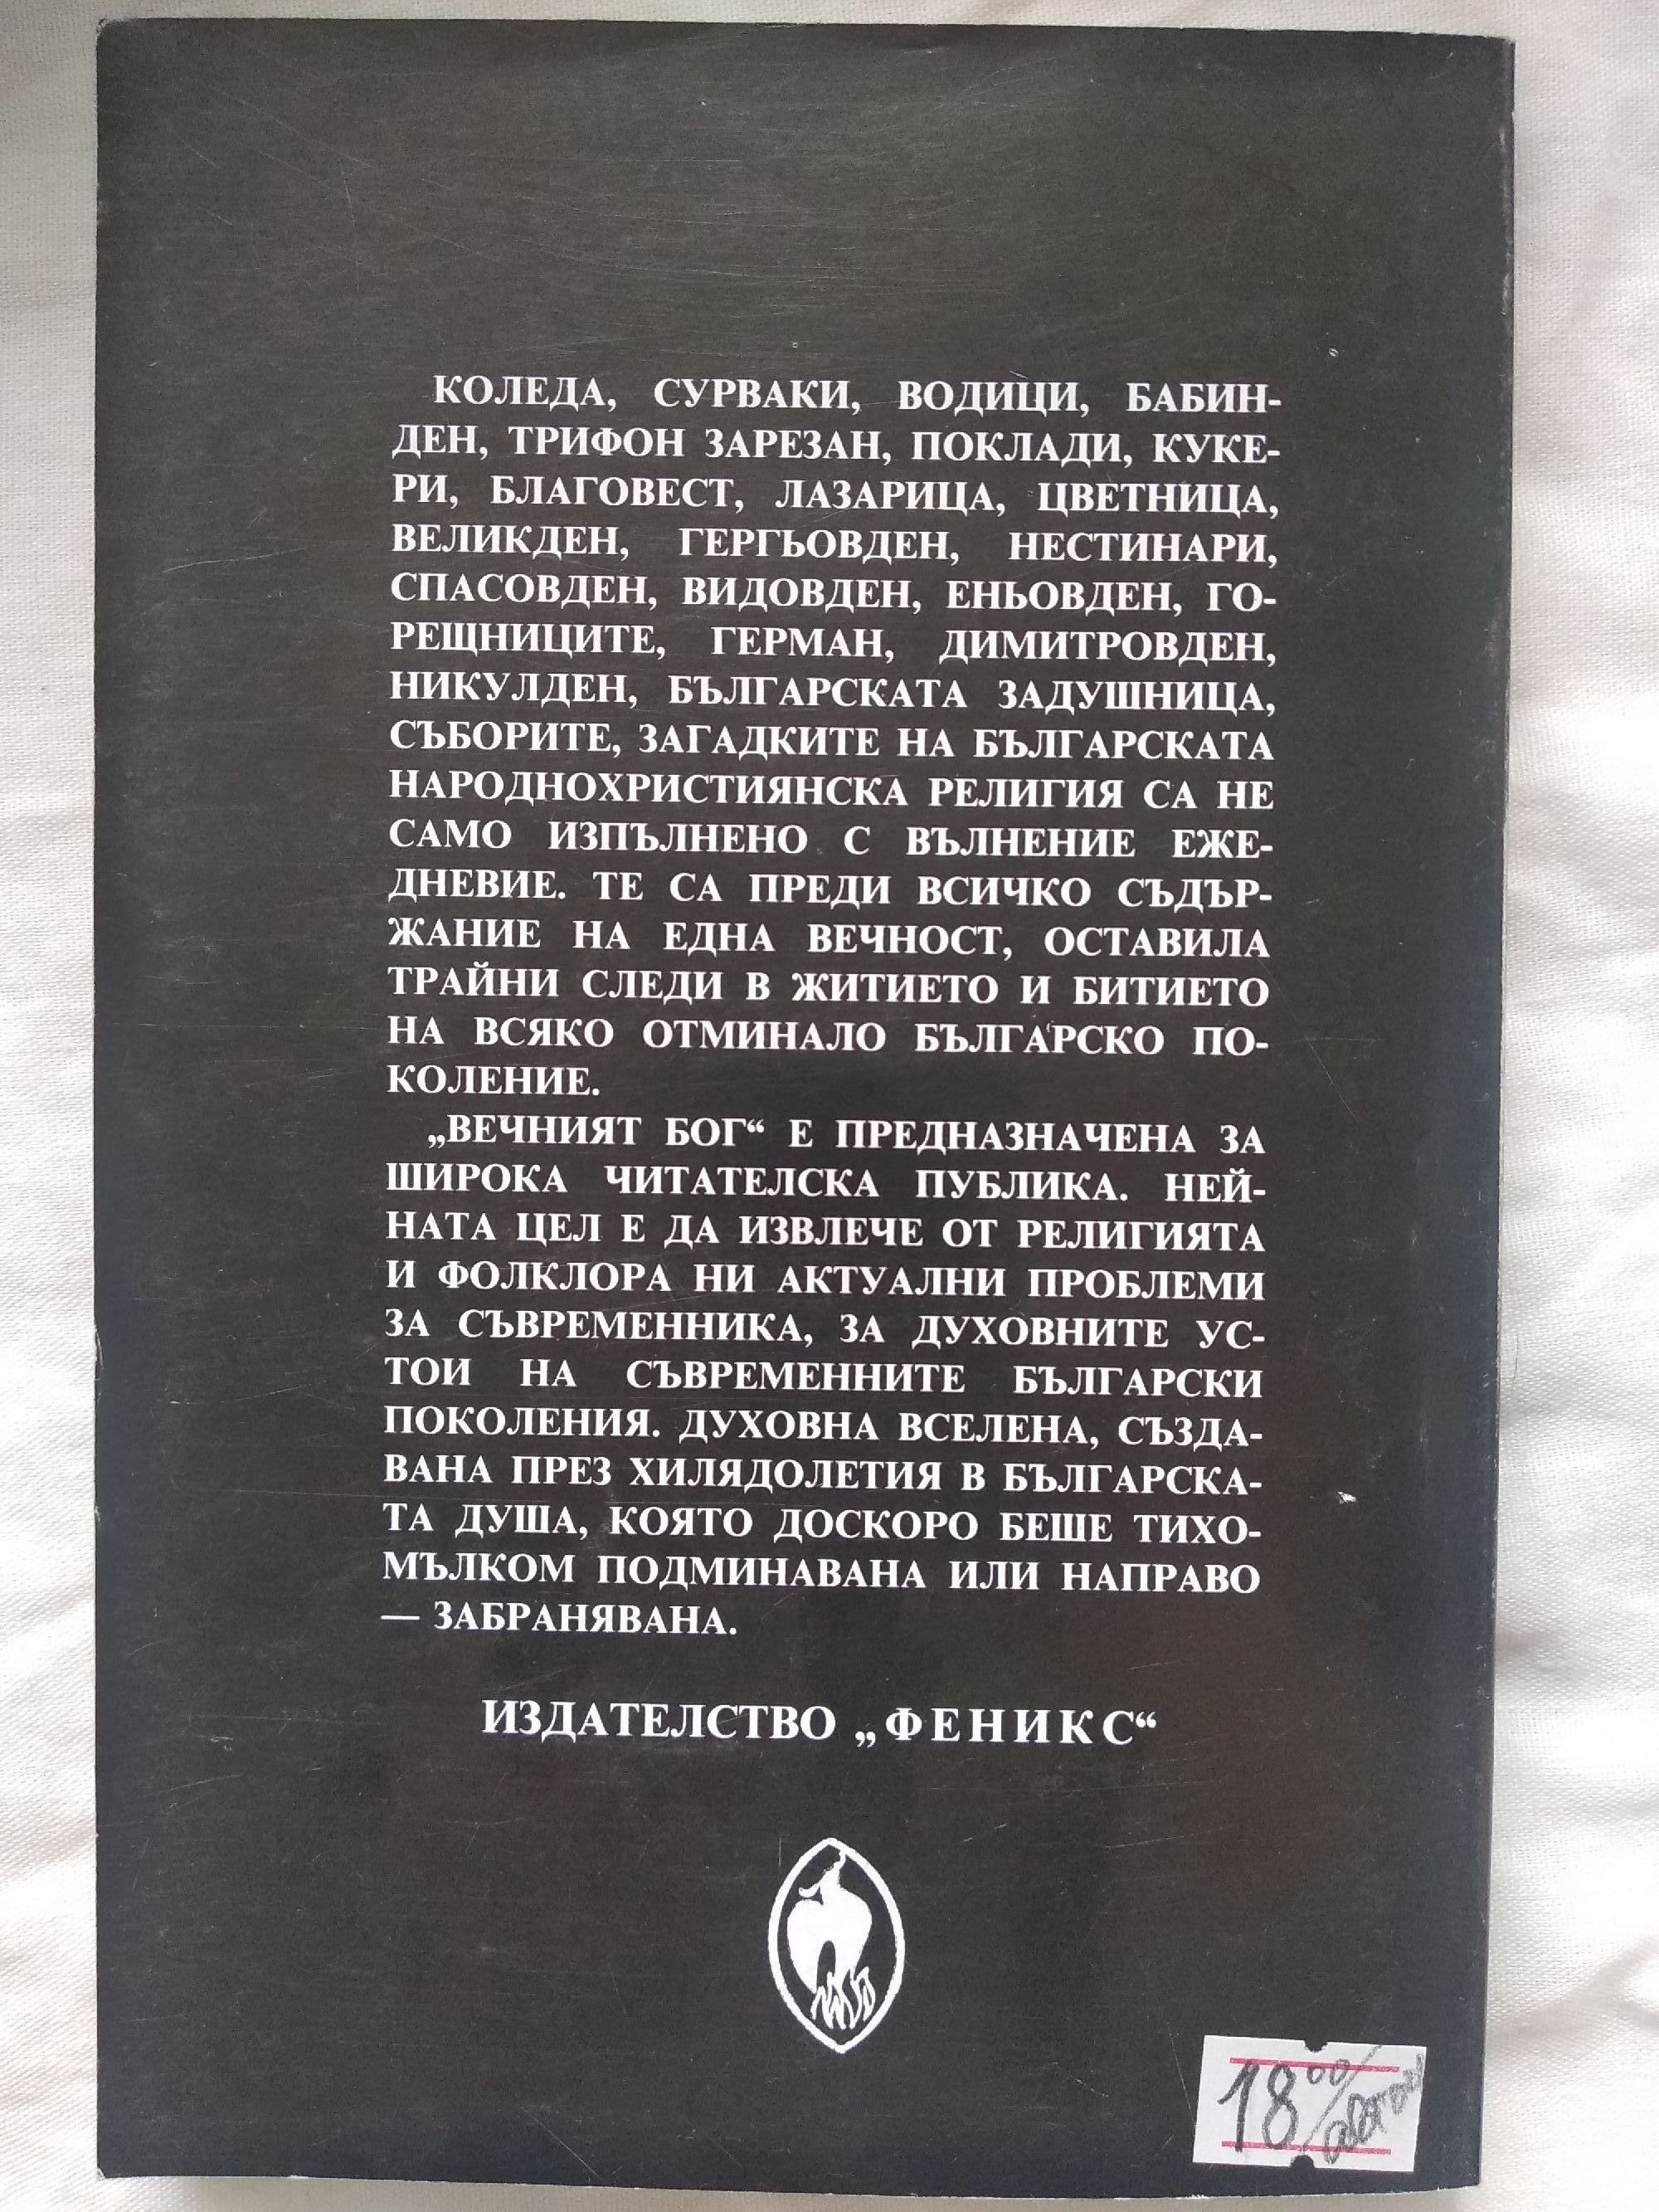 КОЛЕДА, СУРВАКИ, ВОДИЦИ, БАБИН-
ДЕН, ТРИФОН ЗАРЕЗАН, ПОКЛАДИ, КУКЕ-
РИ, БЛАГОВЕСТ, ЛАЗАРИЦА, ЦВЕТНИЦА,
ВЕЛИКДЕН, ГЕРГЬОВДЕН, НЕСТИНАРИ,
СПАСОВДЕН, ВИДОВДЕН, ЕНЬОВДЕН, ГО-
РЕЩНИЦИТЕ, ГЕРМАН, ДИМИТРОВДЕН,
НИКУЛДЕН, БЪЛГАРСКАТА ЗАДУШНИЦА,
СЪБОРИТЕ, ЗАГАДКИТЕ НА БЪЛГАРСКАТА
НАРОДНОХРИСТИЯНСКА РЕЛИГИЯ СА НЕ
САМО ИЗПЪЛНЕНО С ВЪЛНЕНИЕ ЕЖЕ-
ДНЕВИЕ. ТЕ СА ПРЕДИ ВСИЧКО СЪДЪР-
ЖАНИЕ НА ЕДНА ВЕЧНОСТ, ОСТАВИЛА
ТРАЙНИ СЛЕДИ В ЖИТИЕТО И БИТИЕТО
НА ВСЯКО ОТМИНАЛО БЪЛГАРСКО ПО-
КОЛЕНИЕ.
„ВЕЧНИЯТ БОГ“ Е ПРЕДНАЗНАЧЕНА ЗА
ШИРОКА ЧИТАТЕЛСКА ПУБЛИКА. НЕЙ-
НАТА ЦЕЛ Е ДА ИЗВЛЕЧЕ ОТ РЕЛИГИЯТА
И ФОЛКЛОРА НИ АКТУАЛНИ ПРОБЛЕМИ
ЗА СЪВРЕМЕННИКА, ЗА ДУХОВНИТЕ УС-
ТОИ НА СЪВРЕМЕННИТЕ БЪЛГАРСКИ
ПОКОЛЕНИЯ. ДУХОВНА ВСЕЛЕНА, СЪЗДА-
ВАНА ПРЕЗ ХИЛЯДОЛЕТИЯ В БЪЛГАРСКА-
ТА ДУША, КОЯТО ДОСКОРО БЕШЕ ТИХО-
МЪЛКОМ ПОДМИНАВАНА ИЛИ НАПРАВО
— ЗАБРАНЯВАНА.
ИЗДАТЕЛСТВО „ФЕНИКС“
18 00